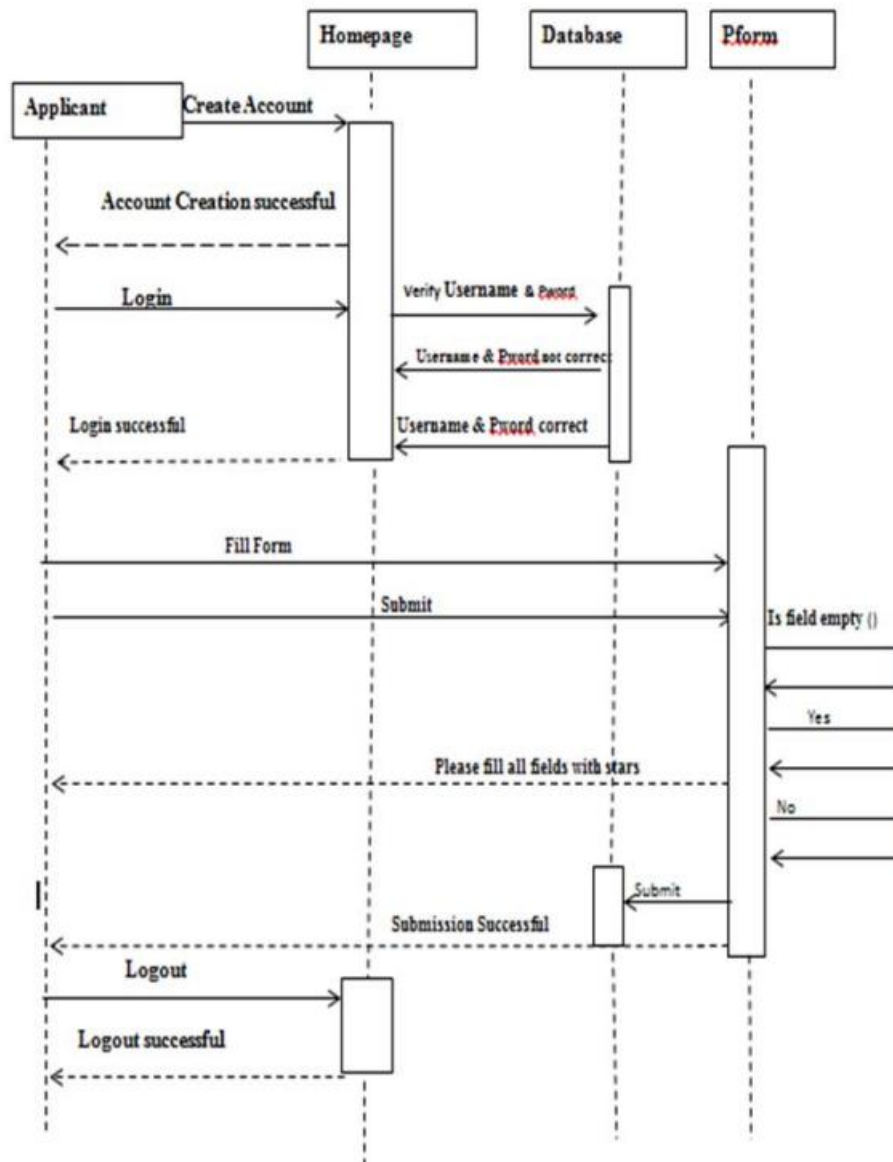 Homepage
Database
Pform
Applicant
Create Account
Account Creation successful
Login
Verify Username & Pword
Username & Pword not correct
Username & Pword correct
Login successful
Fill Form
Submit
Is field empty ()
Yes
Please fill all fields with stars
No
Submit
Submission Successful
Logout
Logout successful